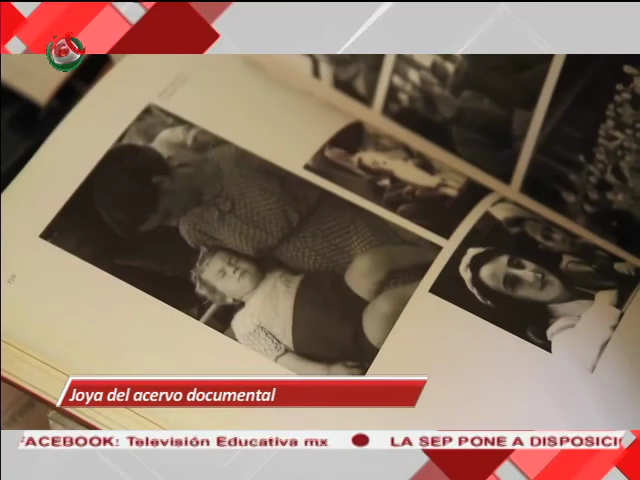 Joya del acervo documental
FACEBOOK: Televisión Educativa mx LA SEP PONE A DISPOSICI